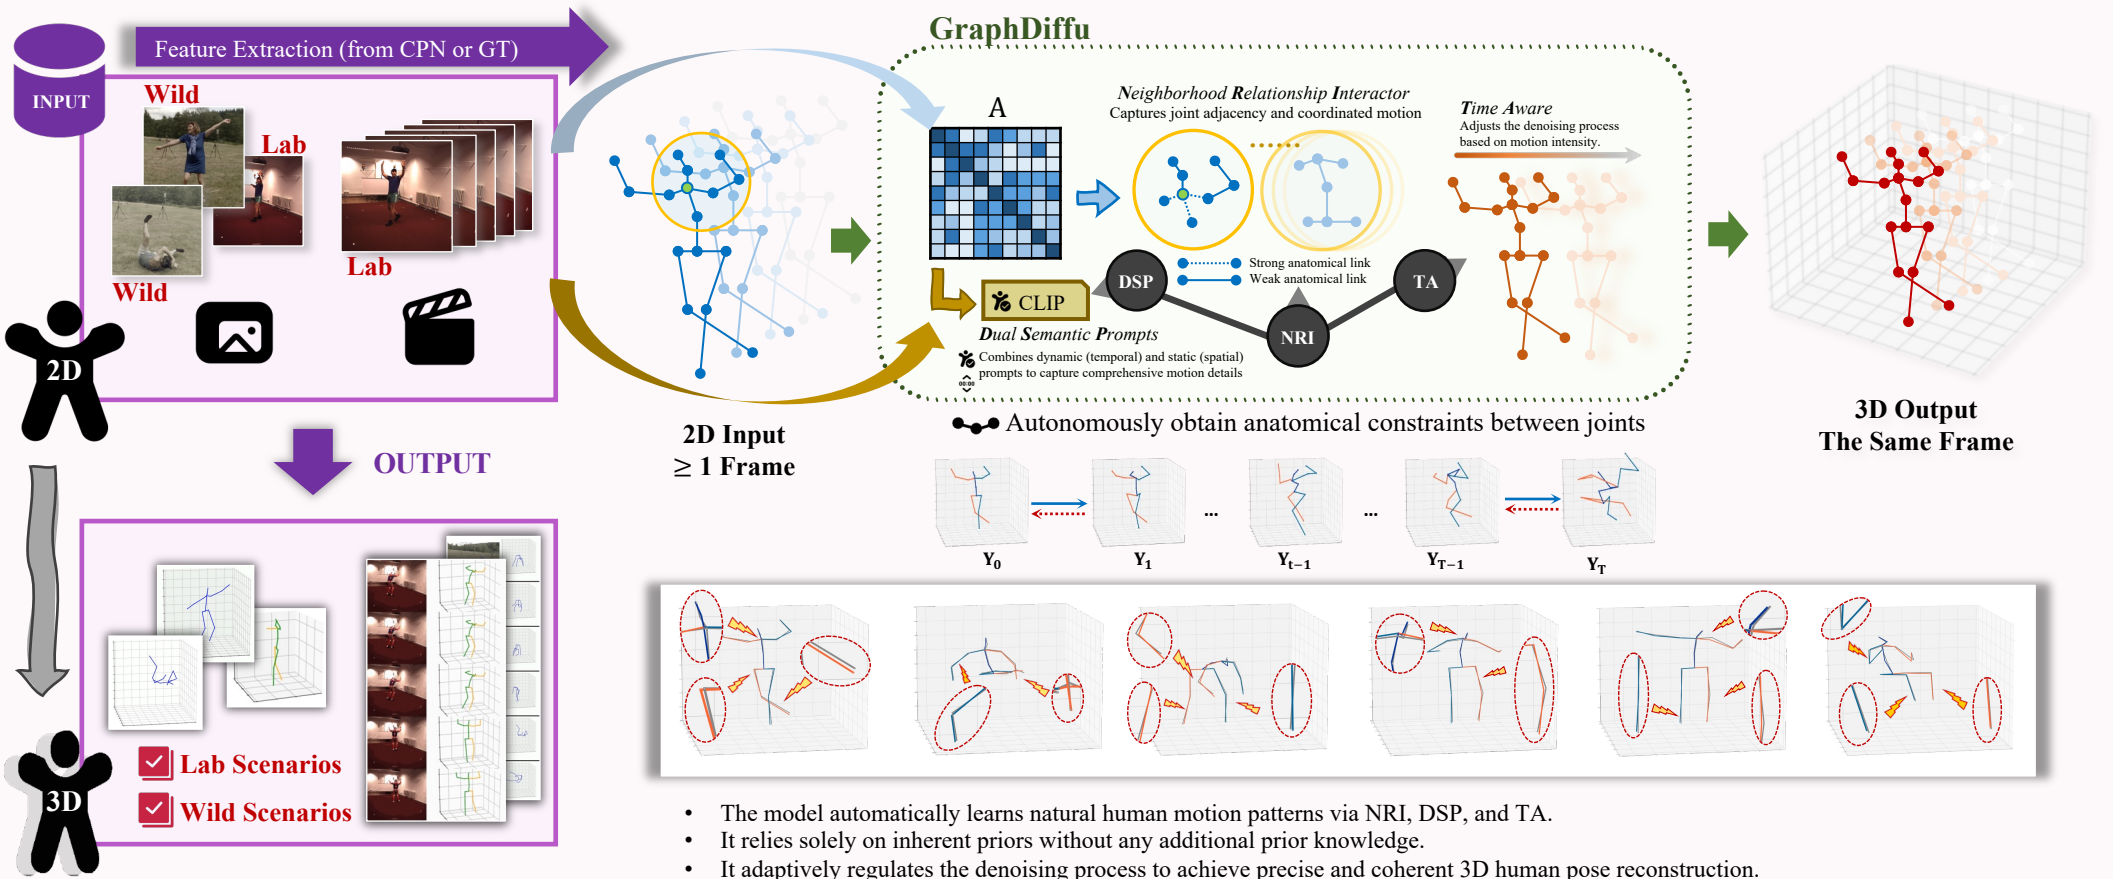 INPUT
Feature Extraction (from CPN or GT)
Wild
Lab
Wild
Lab
2D
OUTPUT
3D
Lab Scenarios
Wild Scenarios
2D Input
≥ 1 Frame
GraphDiffu
A
Neighborhood Relationship Interactor
Captures joint adjacency and coordinated motion
Time Aware
Adjusts the denoising process
based on motion intensity.
Strong anatomical link
Weak anatomical link
DSP
NRI
TA
CLIP
Dual Semantic Prompts
Combines dynamic (temporal) and static (spatial)
prompts to capture comprehensive motion details
00:00
Autonomously obtain anatomical constraints between joints
3D Output
The Same Frame
... ...
Y₀ Y₁ Yₜ₋₁ Y_T₋₁ Y_T
• The model automatically learns natural human motion patterns via NRI, DSP, and TA.
• It relies solely on inherent priors without any additional prior knowledge.
• It adaptively regulates the denoising process to achieve precise and coherent 3D human pose reconstruction.